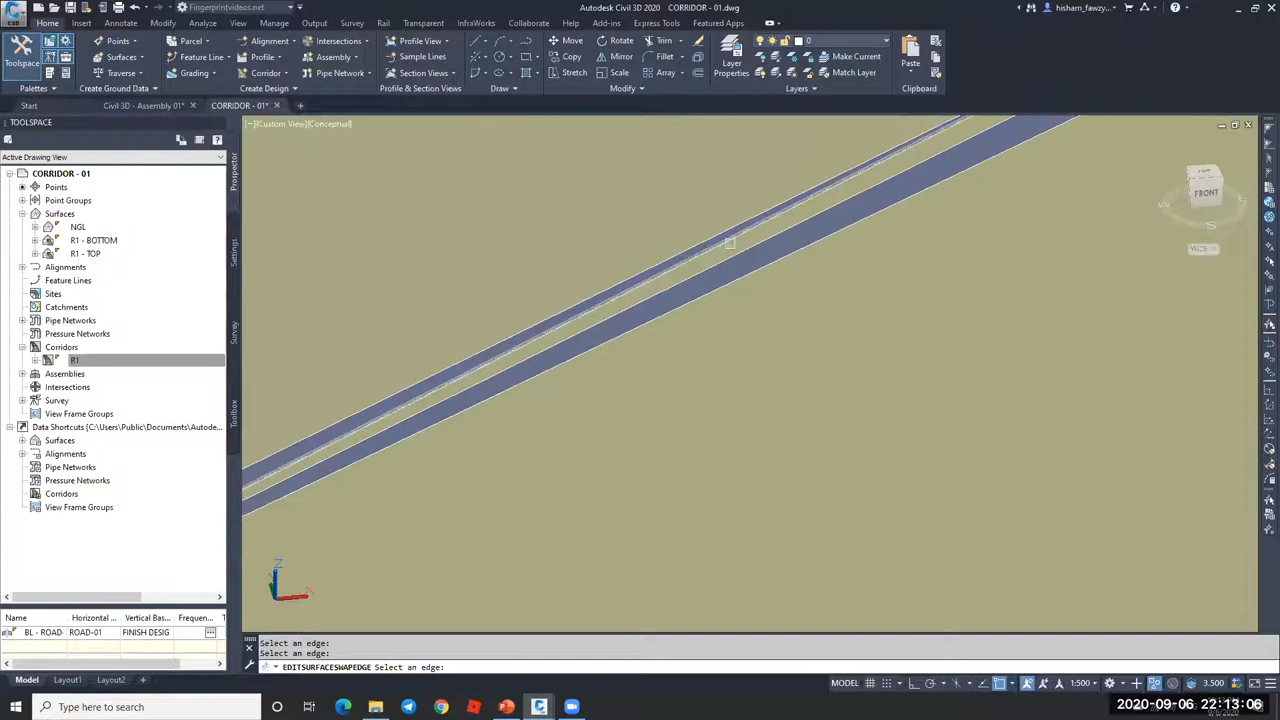 C3D
Fingerprintvideos.net
Autodesk Civil 3D 2020 CORRIDOR - 01.dwg
hisham_fawzy...
Home Insert Annotate Modify Analyze View Manage Output Survey Rail Transparent InfraWorks Collaborate Help Add-ins Express Tools Featured Apps
Points Parcel Alignment Intersections Profile View Move Rotate Trim 0
Toolspace Surfaces Feature Line Profile Assembly Sample Lines Copy Mirror Fillet Layer Properties Make Current Paste
Traverse Grading Corridor Pipe Network Section Views Stretch Scale Array Match Layer
Palettes Create Ground Data Create Design Profile & Section Views Draw Modify Layers Clipboard
Start Civil 3D - Assembly 01* CORRIDOR - 01*
TOOLSPACE
[−][Custom View][Conceptual]
Active Drawing View
CORRIDOR - 01
Points
Point Groups
Surfaces
NGL
R1 - BOTTOM
R1 - TOP
Alignments
Feature Lines
Sites
Catchments
Pipe Networks
Pressure Networks
Corridors
R1
Assemblies
Intersections
Survey
View Frame Groups
Data Shortcuts [C:\Users\Public\Documents\Autode...
Surfaces
Alignments
Pipe Networks
Pressure Networks
Corridors
View Frame Groups
Prospector
Settings
Survey
Toolbox
TOP
FRONT
W
S
WCS
Z
X
Name Horizontal ... Vertical Bas... Frequen...
BL - ROAD ROAD-01 FINISH DESIG
Select an edge:
Select an edge:
EDITSURFACESWAPEDGE Select an edge:
Model Layout1 Layout2
MODEL 1:500 3.500
Type here to search
2020-09-06 22:13:06